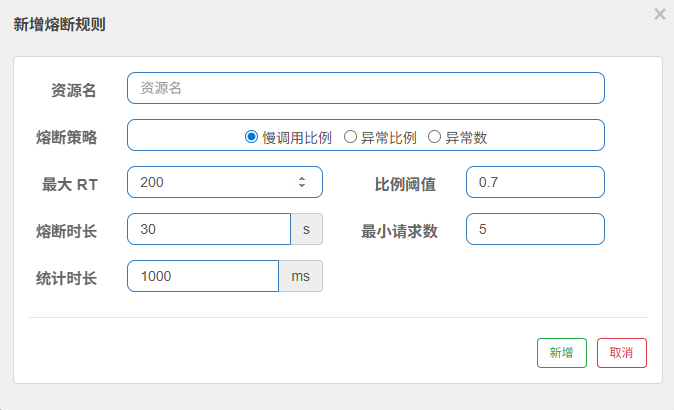 新增熔断规则
×
资源名 资源名
熔断策略 慢调用比例 异常比例 异常数
最大 RT 200 比例阈值 0.7
熔断时长 30 s 最小请求数 5
统计时长 1000 ms
新增 取消